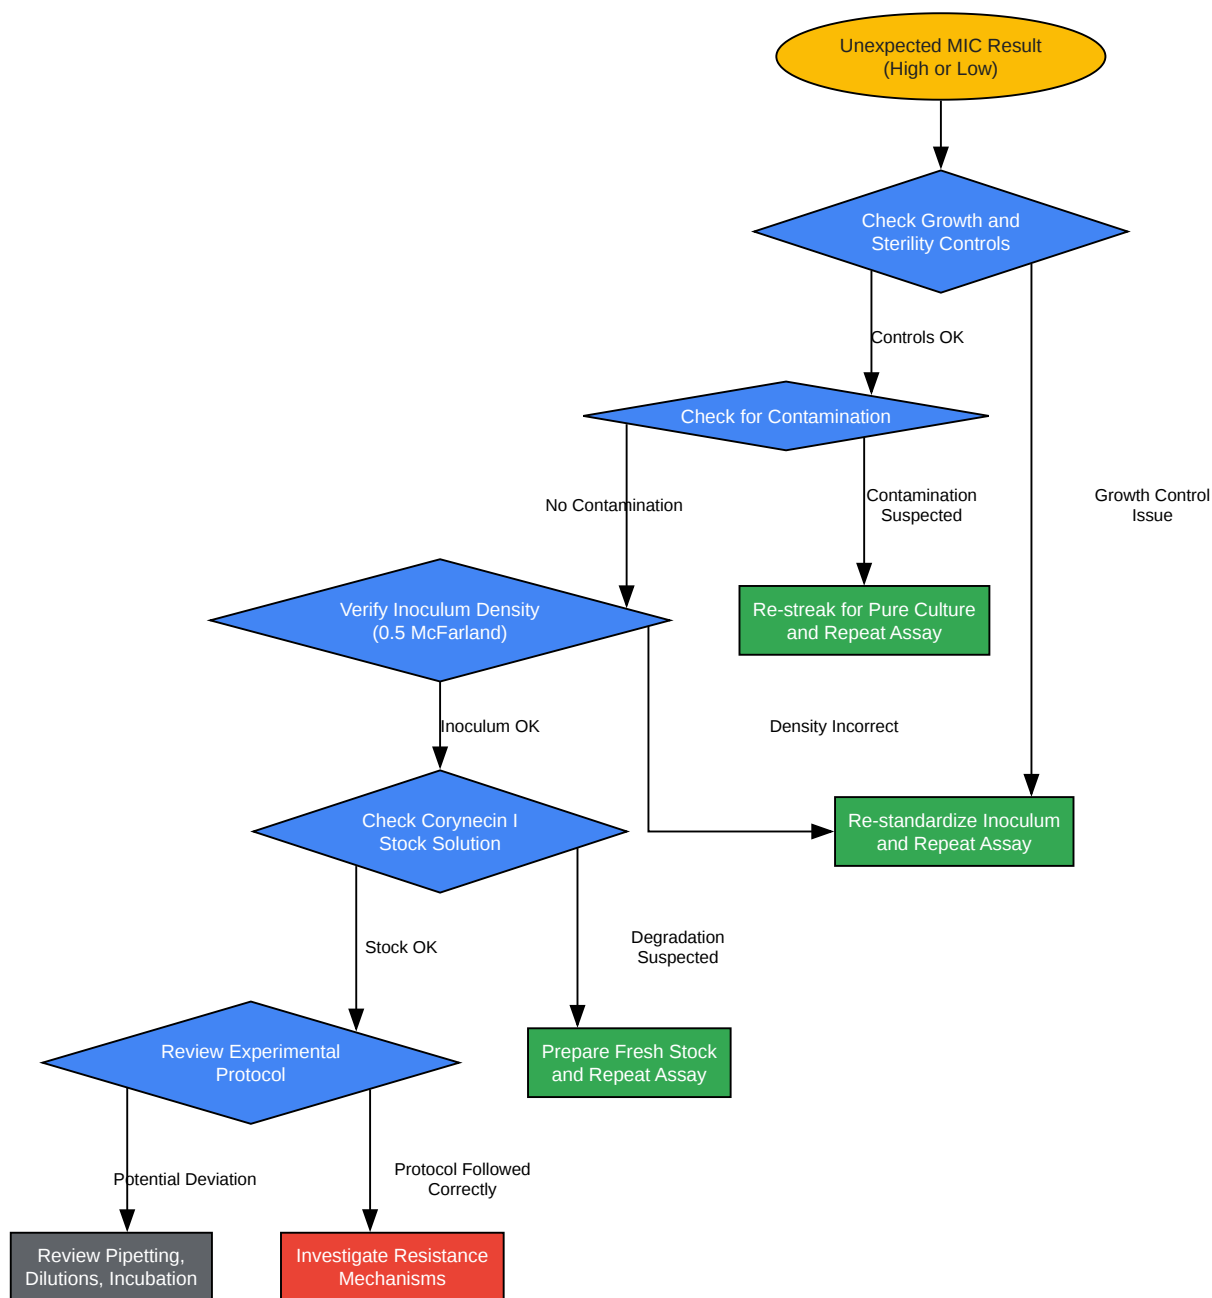 Unexpected MIC Result
(High or Low)
Check Growth and
Sterility Controls
Controls OK
Check for Contamination
No Contamination
Contamination
Suspected
Growth Control
Issue
Verify Inoculum Density
(0.5 McFarland)
Re-streak for Pure Culture
and Repeat Assay
Inoculum OK
Density Incorrect
Check Corynecin I
Stock Solution
Re-standardize Inoculum
and Repeat Assay
Stock OK
Degradation
Suspected
Review Experimental
Protocol
Prepare Fresh Stock
and Repeat Assay
Potential Deviation
Protocol Followed
Correctly
Review Pipetting,
Dilutions, Incubation
Investigate Resistance
Mechanisms